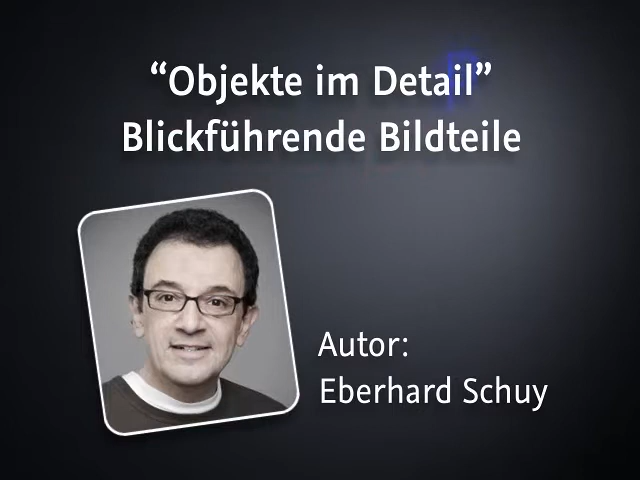 “Objekte im Detail”
Blickführende Bildteile
Autor:
Eberhard Schuy